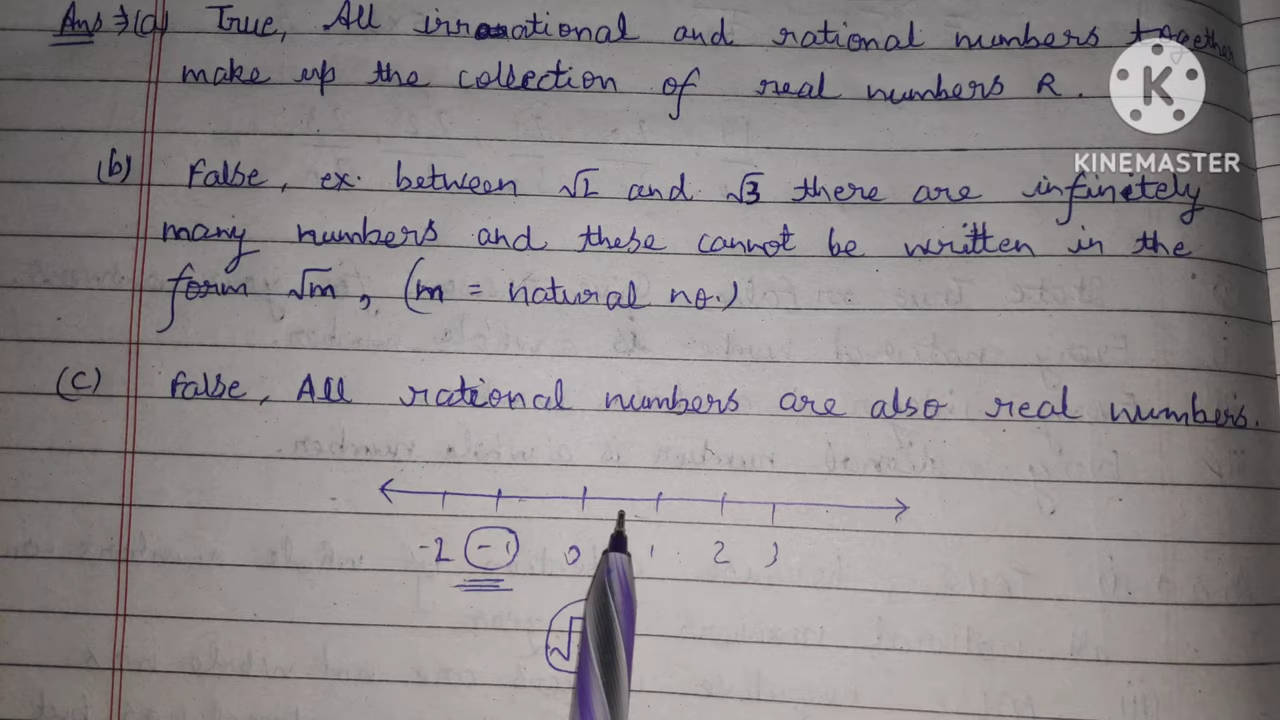 Ans 3 (a) True, All irrational and rational numbers together
make up the collection of real numbers R.
K
KINEMASTER
(b) False, ex. between √2 and √3 there are infinetely
many numbers and these cannot be written in the
form √m, (m = natural no.)
(c) False, All rational numbers are also real numbers.
-2 -1 0 1 2 3
√